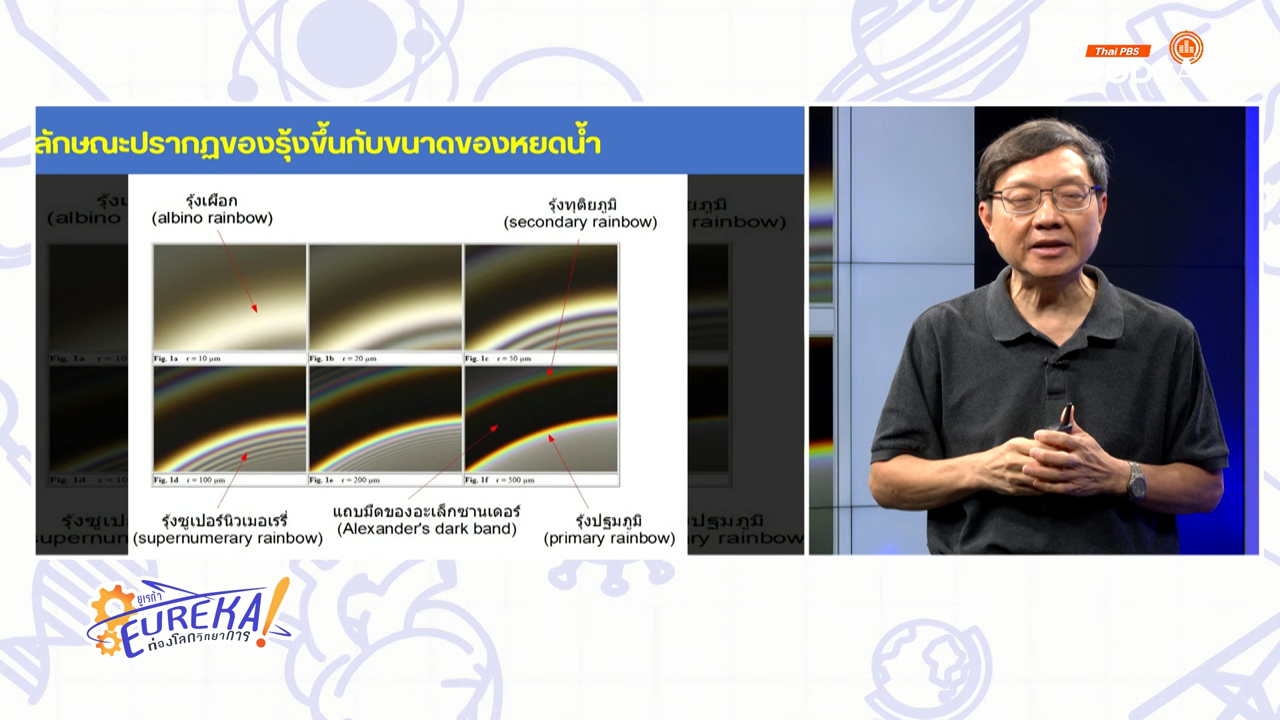 Thai PBS
PODCAST
ลักษณะปรากฏของรุ้งขึ้นกับขนาดของหยดน้ำ
รุ้งเผือก
(albino rainbow)
รุ้งทุติยภูมิ
(secondary rainbow)
Fig. 1a r = 10 µm
Fig. 1b r = 20 µm
Fig. 1c r = 50 µm
Fig. 1d r = 100 µm
Fig. 1e r = 200 µm
Fig. 1f r = 500 µm
รุ้งซูเปอร์นิวเมอเรรี่
(supernumerary rainbow)
แถบมืดของอะเล็กซานเดอร์
(Alexander's dark band)
รุ้งปฐมภูมิ
(primary rainbow)
ยูเรก้า
EUREKA!
ท่องโลกวิทยาการ